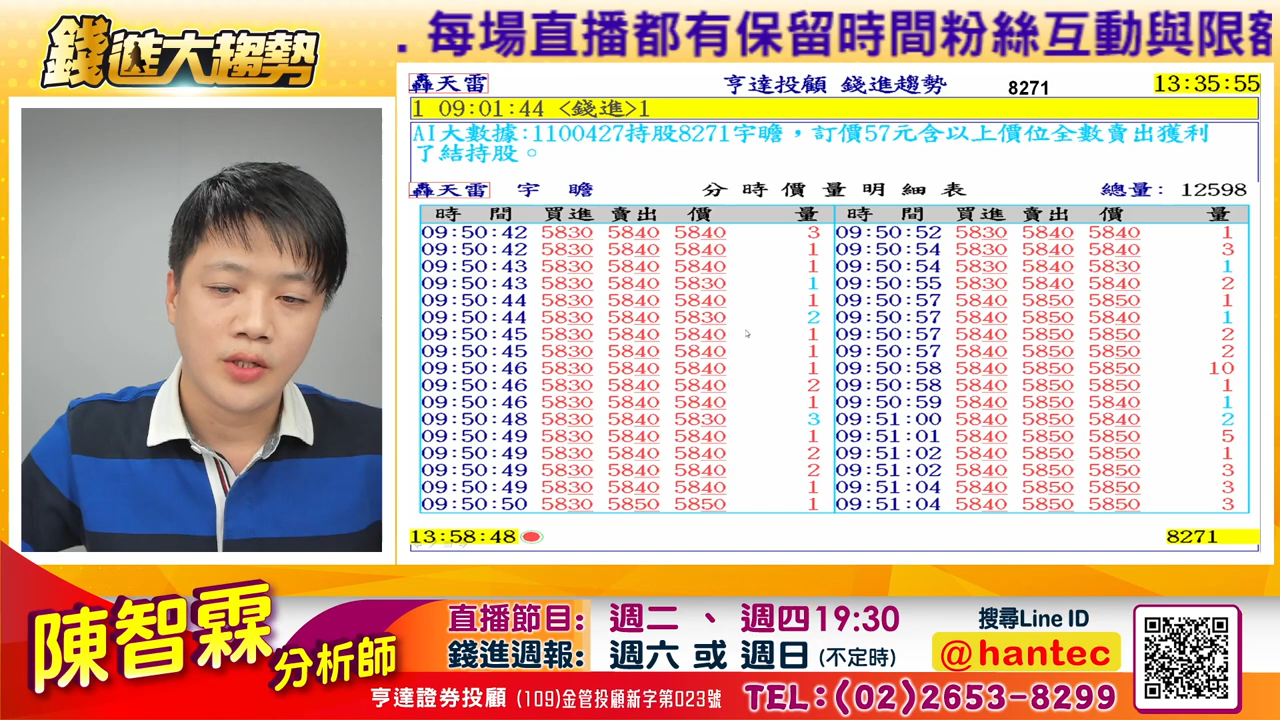 錢進大趨勢
. 每場直播都有保留時間粉絲互動與限額
轟天雷 亨達投顧 錢進趨勢 8271 13:35:55
1 09:01:44 <錢進>1
AI大數據:1100427持股8271宇瞻,訂價57元含以上價位全數賣出獲利
了結持股。
轟天雷 宇瞻 分時價量明細表 總量: 12598
時間 買進 賣出 價 量 時間 買進 賣出 價 量
09:50:42 5830 5840 5840 3 09:50:52 5830 5840 5840 1
09:50:42 5830 5840 5840 1 09:50:54 5830 5840 5840 3
09:50:43 5830 5840 5840 1 09:50:54 5830 5840 5830 1
09:50:43 5830 5840 5830 1 09:50:55 5830 5840 5840 2
09:50:44 5830 5840 5840 1 09:50:57 5840 5850 5850 1
09:50:44 5830 5840 5830 2 09:50:57 5840 5850 5840 1
09:50:45 5830 5840 5840 1 09:50:57 5840 5850 5850 2
09:50:45 5830 5840 5840 1 09:50:57 5840 5850 5850 2
09:50:46 5830 5840 5840 1 09:50:58 5840 5850 5850 10
09:50:46 5830 5840 5840 2 09:50:58 5840 5850 5850 1
09:50:46 5830 5840 5840 1 09:50:59 5840 5850 5840 1
09:50:48 5830 5840 5830 3 09:51:00 5840 5850 5840 2
09:50:49 5830 5840 5840 1 09:51:01 5840 5850 5850 5
09:50:49 5830 5840 5840 2 09:51:02 5840 5850 5850 1
09:50:49 5830 5840 5840 2 09:51:02 5840 5850 5850 3
09:50:49 5830 5840 5840 1 09:51:04 5840 5850 5850 3
09:50:50 5830 5850 5850 1 09:51:04 5840 5850 5850 3
13:58:48 8271
陳智霖 分析師
直播節目: 週二 、 週四19:30
錢進週報: 週六 或 週日 (不定時)
搜尋Line ID
@hantec
亨達證券投顧 (109)金管投顧新字第023號 TEL:(02)2653-8299